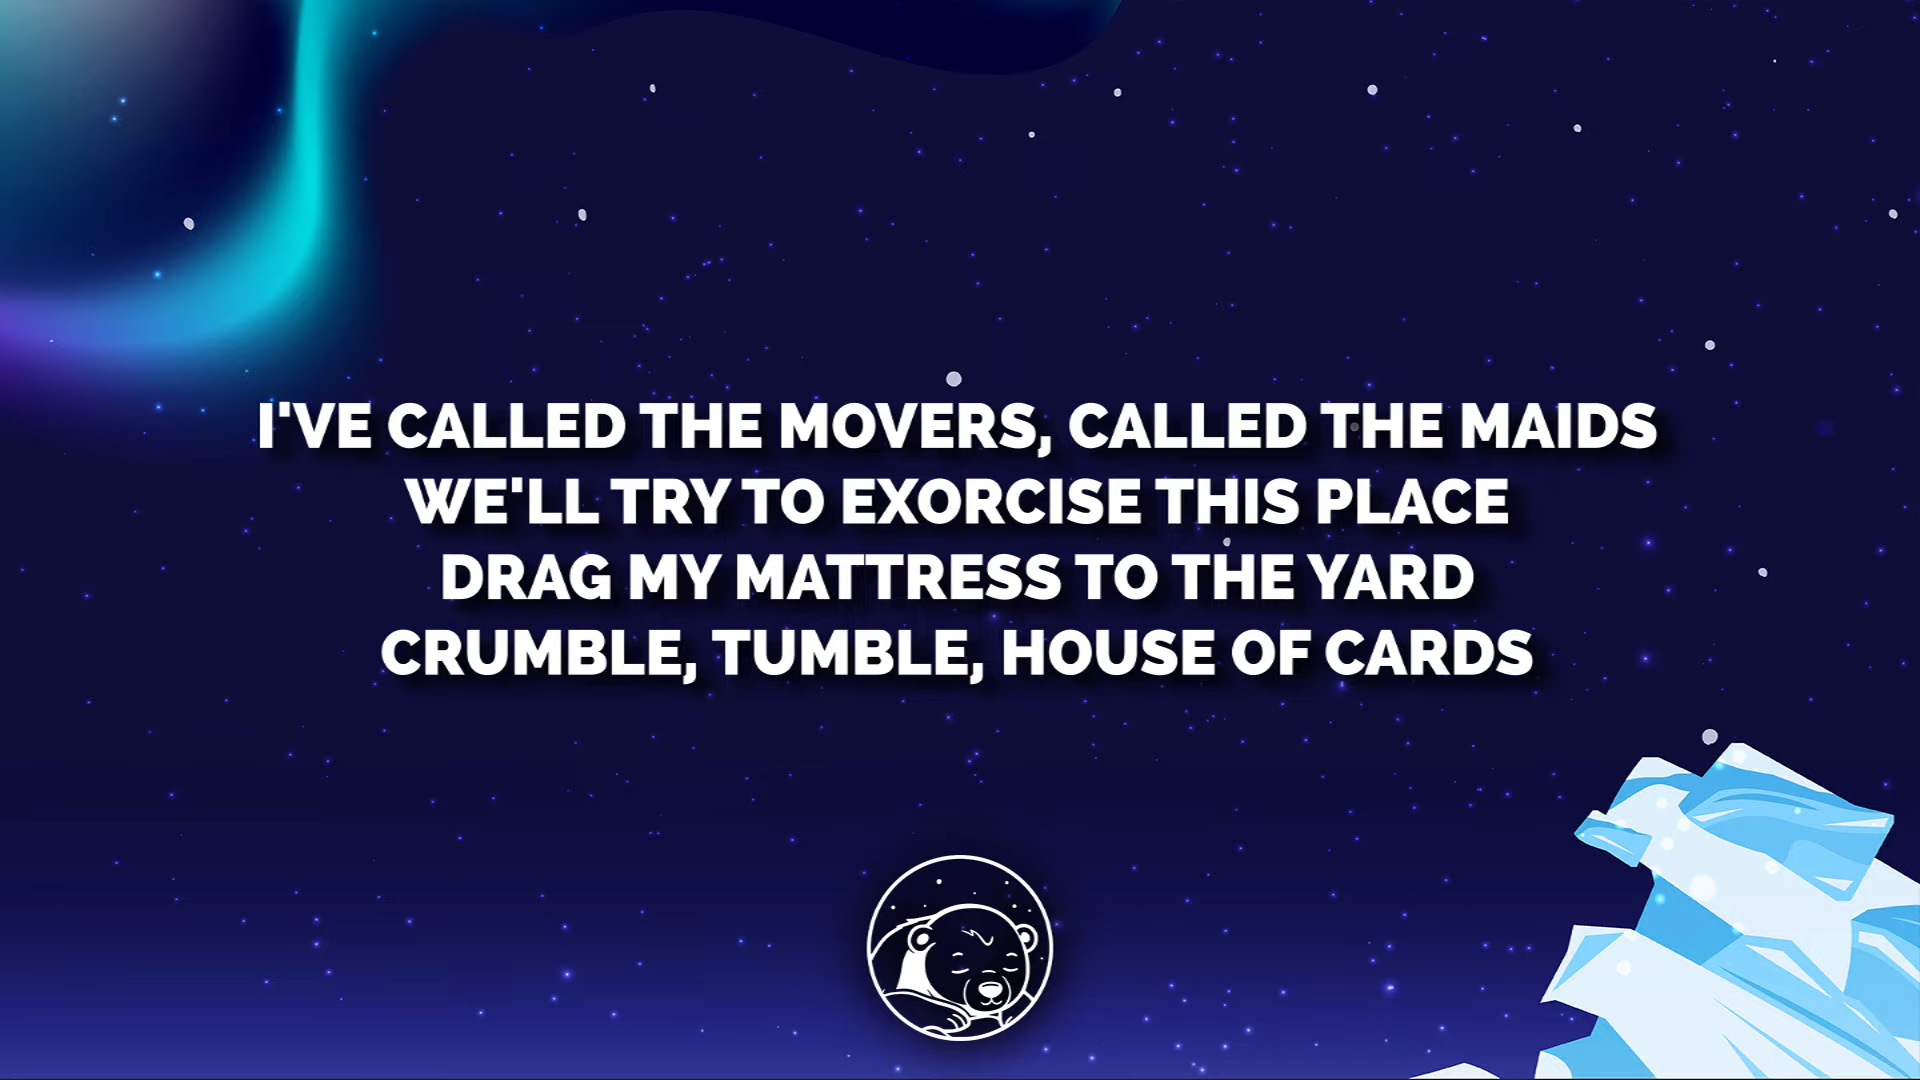 I'VE CALLED THE MOVERS, CALLED THE MAIDS
WE'LL TRY TO EXORCISE THIS PLACE
DRAG MY MATTRESS TO THE YARD
CRUMBLE, TUMBLE, HOUSE OF CARDS